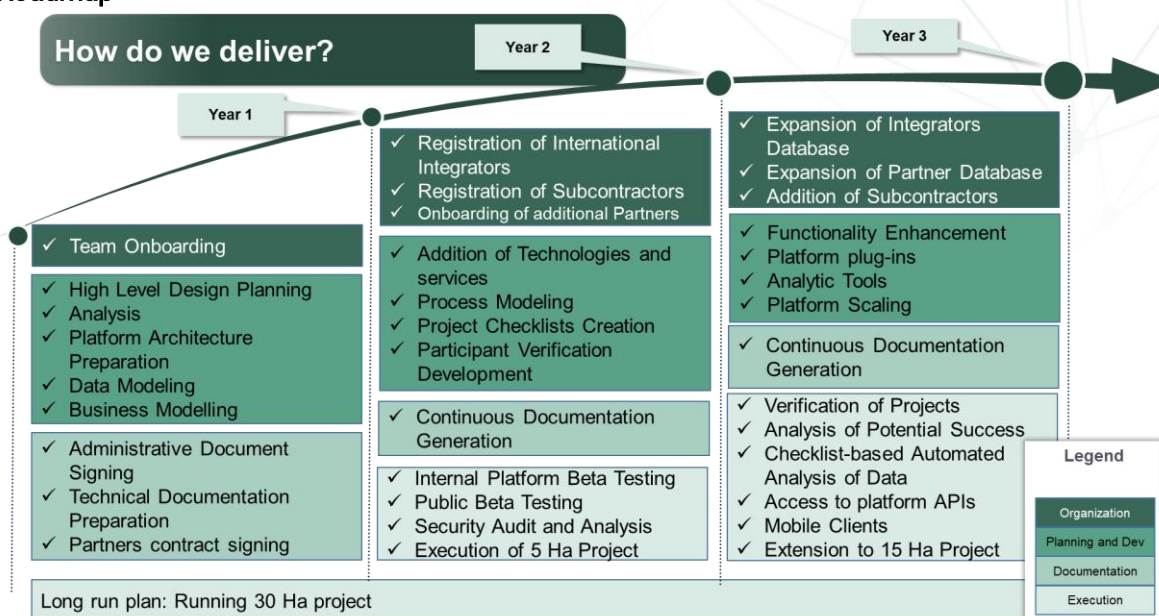 How do we deliver?
Year 1
Year 2
Year 3
✓ Team Onboarding
✓ High Level Design Planning
✓ Analysis
✓ Platform Architecture
Preparation
✓ Data Modeling
✓ Business Modelling
✓ Administrative Document
Signing
✓ Technical Documentation
Preparation
✓ Partners contract signing
✓ Registration of International
Integrators
✓ Registration of Subcontractors
✓ Onboarding of additional Partners
✓ Addition of Technologies and
services
✓ Process Modeling
✓ Project Checklists Creation
✓ Participant Verification
Development
✓ Continuous Documentation
Generation
✓ Internal Platform Beta Testing
✓ Public Beta Testing
✓ Security Audit and Analysis
✓ Execution of 5 Ha Project
✓ Expansion of Integrators
Database
✓ Expansion of Partner Database
✓ Addition of Subcontractors
✓ Functionality Enhancement
✓ Platform plug-ins
✓ Analytic Tools
✓ Platform Scaling
✓ Continuous Documentation
Generation
✓ Verification of Projects
✓ Analysis of Potential Success
✓ Checklist-based Automated
Analysis of Data
✓ Access to platform APIs
✓ Mobile Clients
✓ Extension to 15 Ha Project
Legend
Organization
Planning and Dev
Documentation
Execution
Long run plan: Running 30 Ha project